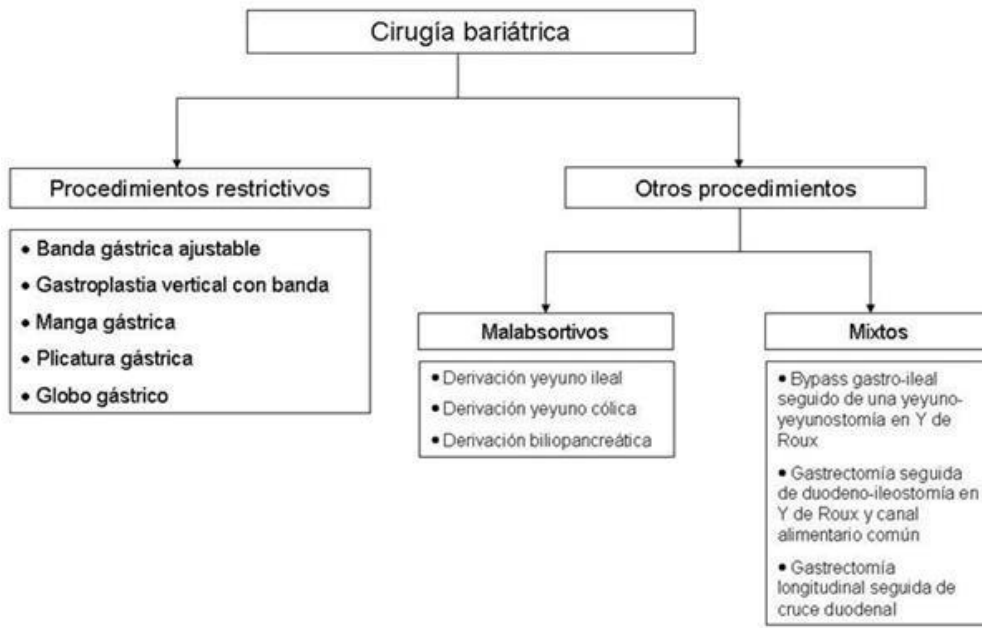 Cirugía bariátrica
Procedimientos restrictivos
Otros procedimientos
• Banda gástrica ajustable
• Gastroplastia vertical con banda
• Manga gástrica
• Plicatura gástrica
• Globo gástrico
Malabsortivos
Mixtos
• Derivación yeyuno ileal
• Derivación yeyuno cólica
• Derivación biliopancreática
• Bypass gastro-ileal
seguido de una yeyuno-
yeyunostomía en Y de
Roux
• Gastrectomía seguida
de duodeno-ileostomía en
Y de Roux y canal
alimentario común
• Gastrectomía
longitudinal seguida de
cruce duodenal